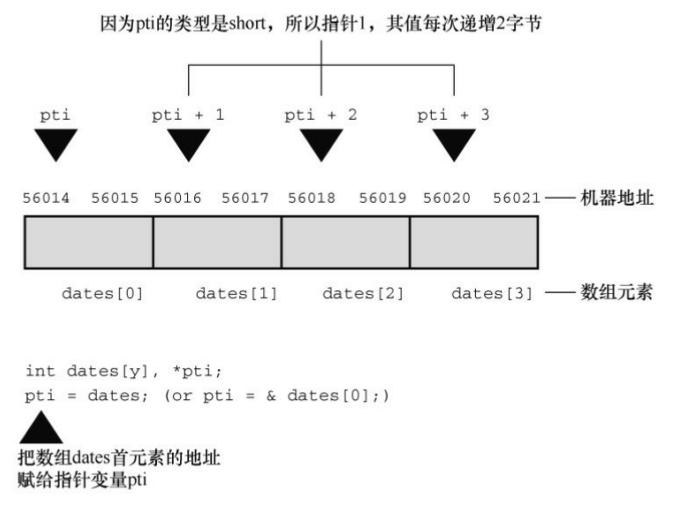 因为pti的类型是short，所以指针1，其值每次递增2字节
pti pti + 1 pti + 2 pti + 3
56014 56015 56016 56017 56018 56019 56020 56021 机器地址
dates[0] dates[1] dates[2] dates[3] 数组元素
int dates[y], *pti;
pti = dates; (or pti = & dates[0];)
把数组dates首元素的地址
赋给指针变量pti